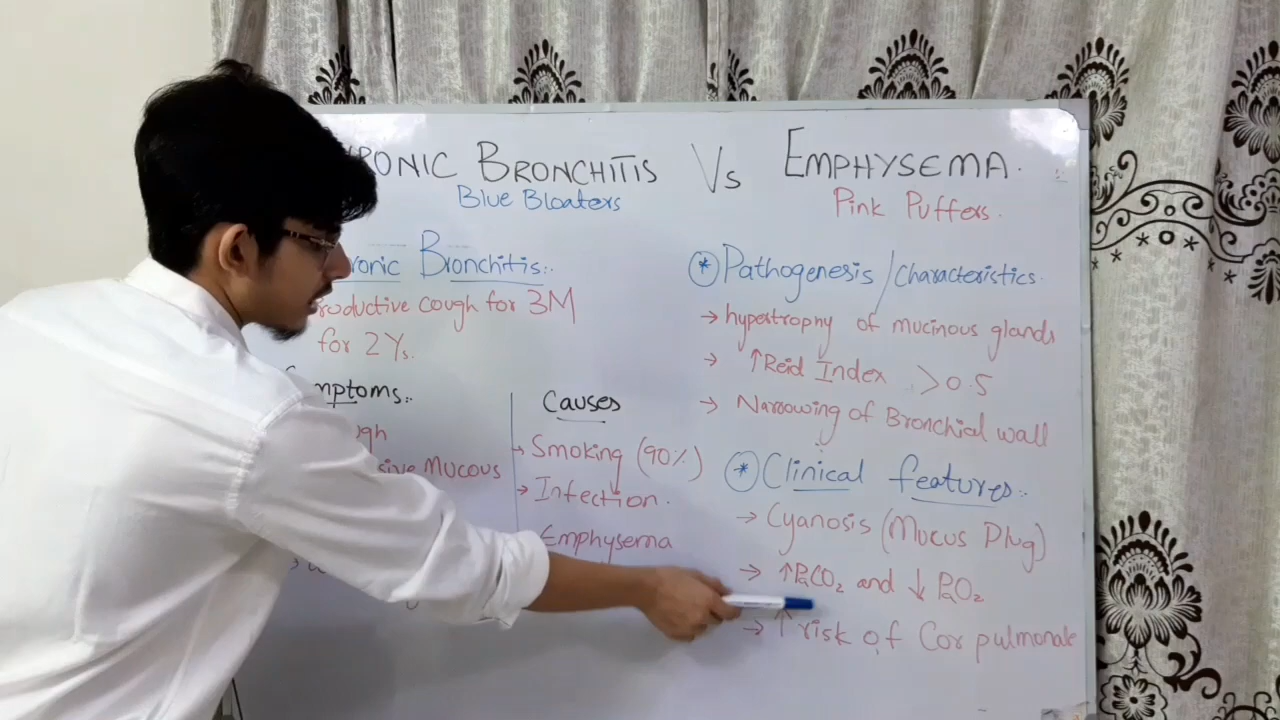 RONIC BRONCHITIS Vs EMPHYSEMA.
Blue Bloaters
Pink Puffers.
ronic Bronchitis:.
roductive cough for 3M
for 2Ys.
mptoms:.
gh
sive Mucous
Causes
→ Smoking (90%)
→ Infection.
Emphysema
* Pathogenesis / Characteristics.
→ hypertrophy of mucinous glands
→ ↑Reid Index >0.5
→ Narrowing of Bronchial wall
* Clinical features:.
→ Cyanosis (Mucus Plug)
→ ↑PaCO₂ and ↓ PaO₂
→ ↑ risk of Cor pulmonale